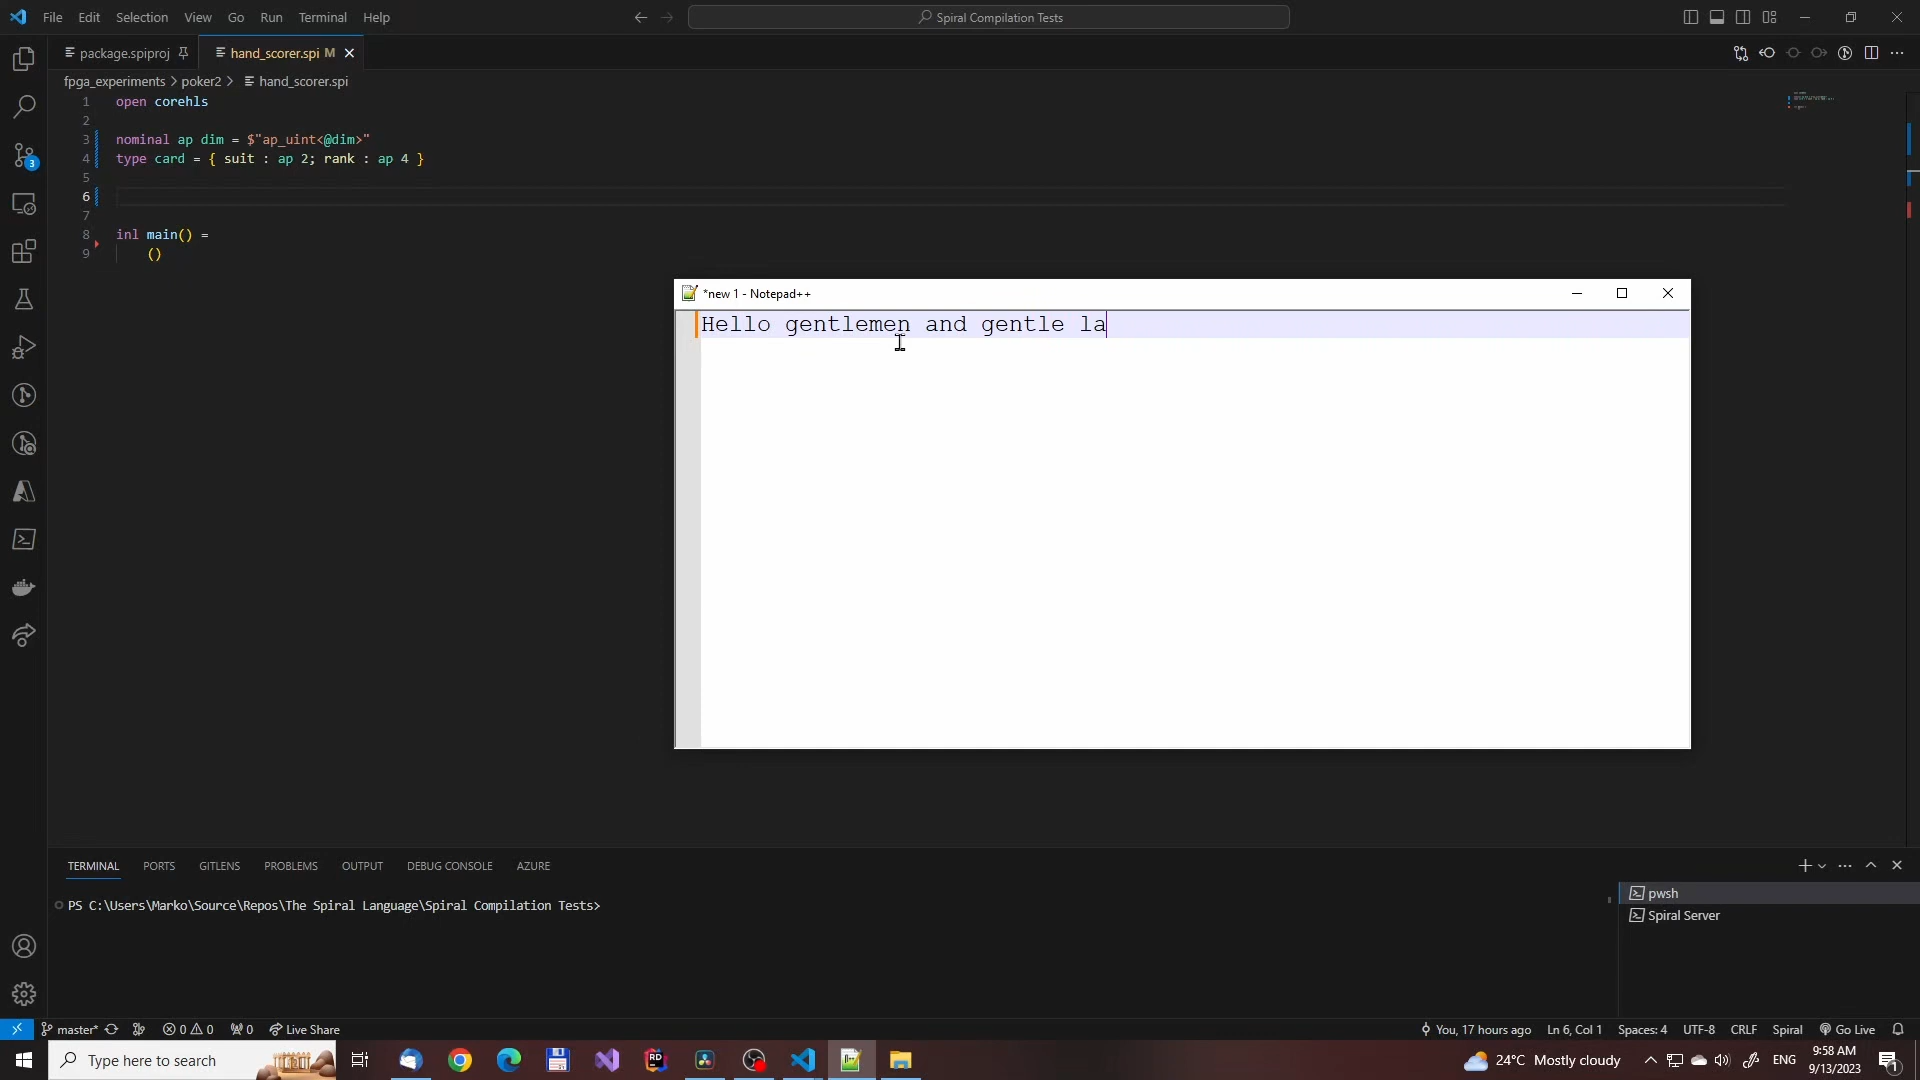 File Edit Selection View Go Run Terminal Help
Spiral Compilation Tests
package.spiproj
hand_scorer.spi M
fpga_experiments > poker2 > hand_scorer.spi
1 open corehls
2
3 nominal ap dim = $"ap_uint<@dim>"
4 type card = { suit : ap 2; rank : ap 4 }
5
6
7
8 inl main() =
9 ()
*new 1 - Notepad++
Hello gentlemen and gentle la
3
TERMINAL PORTS GITLENS PROBLEMS OUTPUT DEBUG CONSOLE AZURE
PS C:\Users\Marko\Source\Repos\The Spiral Language\Spiral Compilation Tests>
pwsh
Spiral Server
master* 0 0 0 Live Share
You, 17 hours ago Ln 6, Col 1 Spaces: 4 UTF-8 CRLF Spiral Go Live
Type here to search
24°C Mostly cloudy ENG
9:58 AM
9/13/2023
1